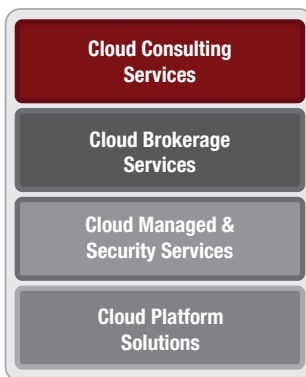 Cloud Consulting
Services
Cloud Brokerage
Services
Cloud Managed &
Security Services
Cloud Platform
Solutions